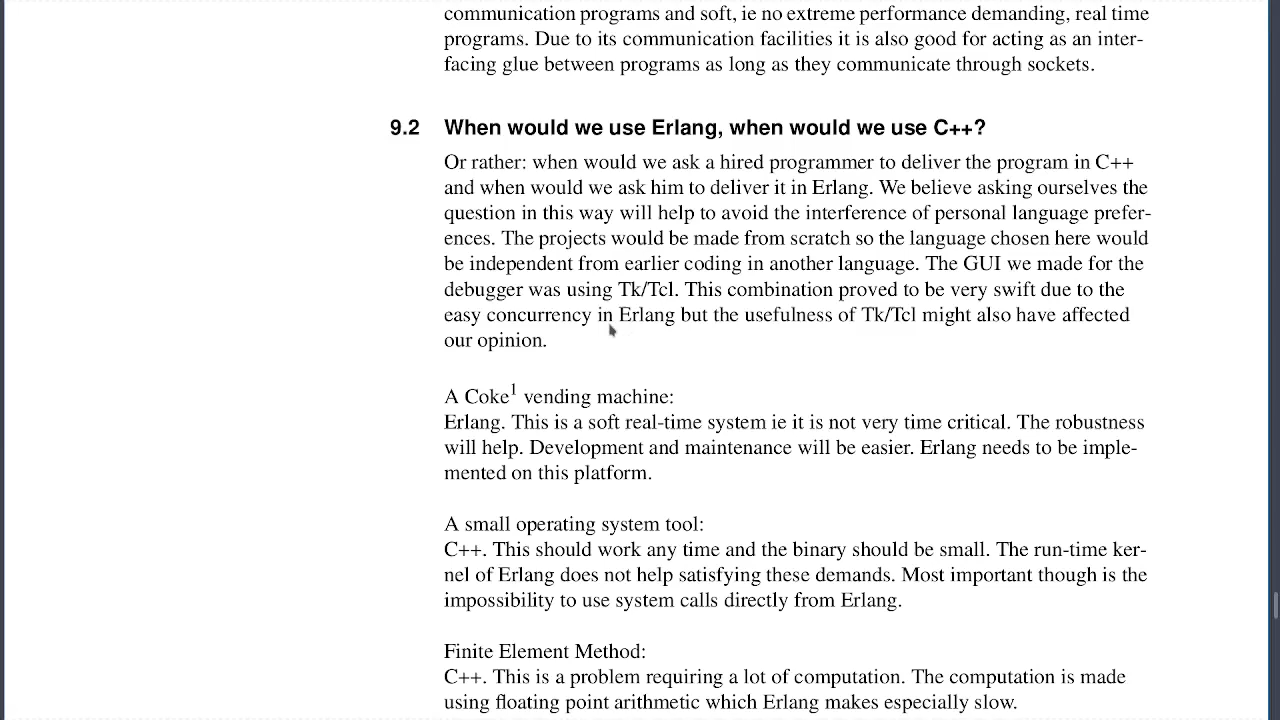 communication programs and soft, ie no extreme performance demanding, real time
programs. Due to its communication facilities it is also good for acting as an inter-
facing glue between programs as long as they communicate through sockets.
9.2 When would we use Erlang, when would we use C++?
Or rather: when would we ask a hired programmer to deliver the program in C++
and when would we ask him to deliver it in Erlang. We believe asking ourselves the
question in this way will help to avoid the interference of personal language prefer-
ences. The projects would be made from scratch so the language chosen here would
be independent from earlier coding in another language. The GUI we made for the
debugger was using Tk/Tcl. This combination proved to be very swift due to the
easy concurrency in Erlang but the usefulness of Tk/Tcl might also have affected
our opinion.
A Coke1 vending machine:
Erlang. This is a soft real-time system ie it is not very time critical. The robustness
will help. Development and maintenance will be easier. Erlang needs to be imple-
mented on this platform.
A small operating system tool:
C++. This should work any time and the binary should be small. The run-time ker-
nel of Erlang does not help satisfying these demands. Most important though is the
impossibility to use system calls directly from Erlang.
Finite Element Method:
C++. This is a problem requiring a lot of computation. The computation is made
using floating point arithmetic which Erlang makes especially slow.